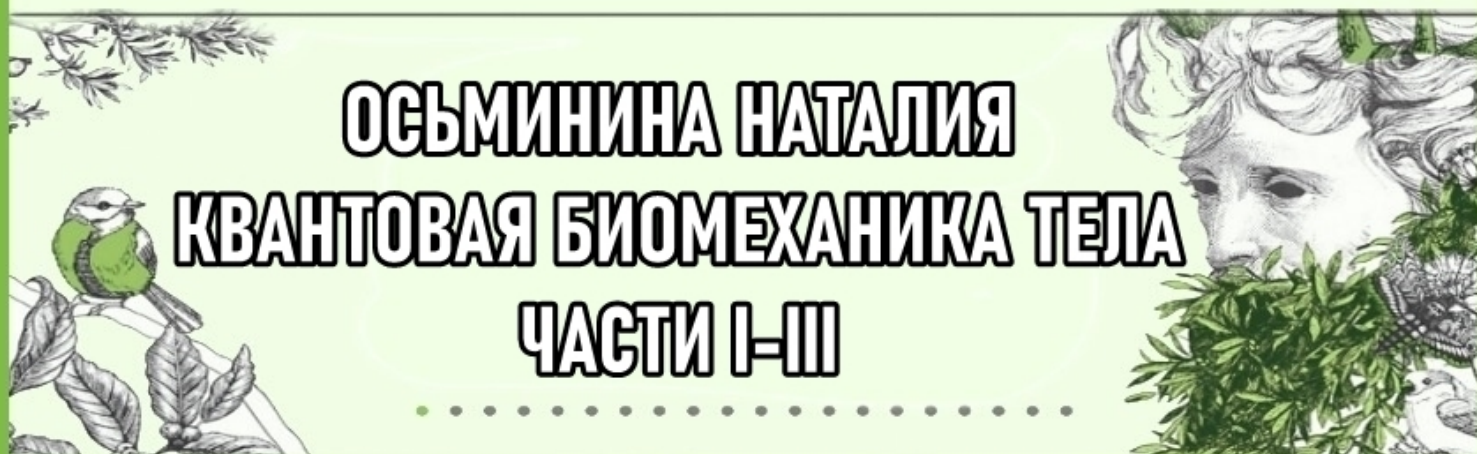 ОСЬМИНИНА НАТАЛИЯ
КВАНТОВАЯ БИОМЕХАНИКА ТЕЛА
ЧАСТИ I-III